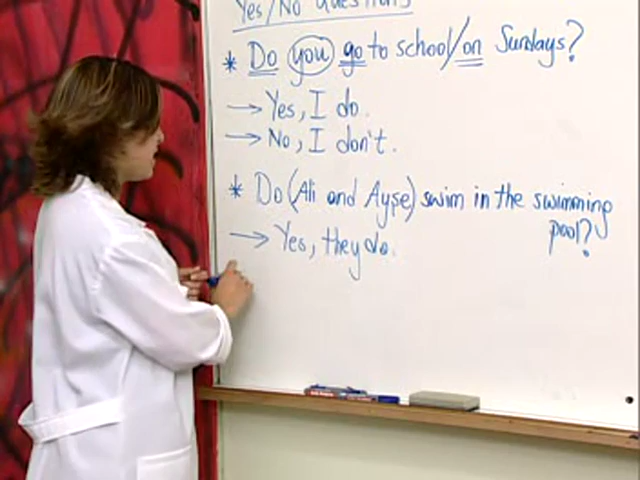 Yes/No Questions
* Do you go to school/on Sundays?
→ Yes, I do.
→ No, I don't.
* Do (Ali and Ayşe) swim in the swimming
pool?
→ Yes, they do.